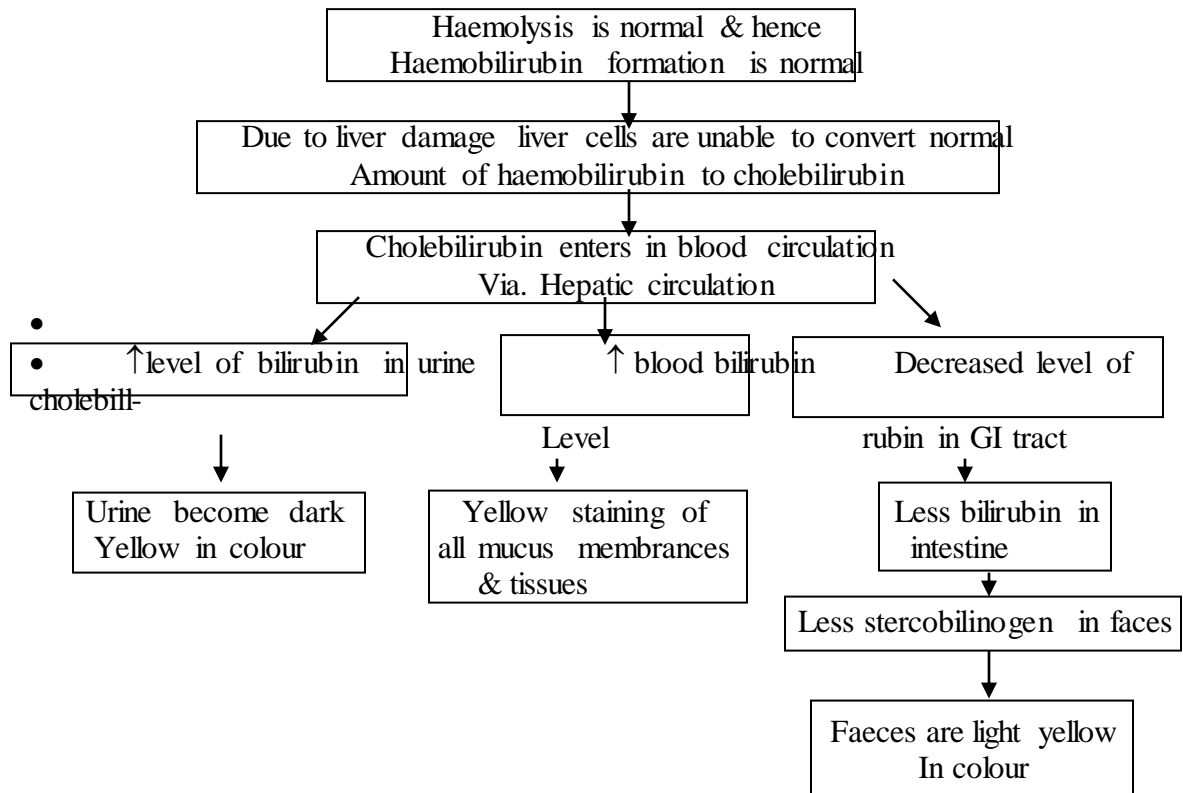 Haemolysis is normal & hence
Haemobilirubin formation is normal
Due to liver damage liver cells are unable to convert normal
Amount of haemobilirubin to cholebilirubin
Cholebilirubin enters in blood circulation
Via. Hepatic circulation
•
• ↑level of bilirubin in urine ↑ blood bilirubin Decreased level of
cholebill-
Level rubin in GI tract
Urine become dark
Yellow in colour
Yellow staining of
all mucus membrances
& tissues
Less bilirubin in
intestine
Less stercobilinogen in faces
Faeces are light yellow
In colour